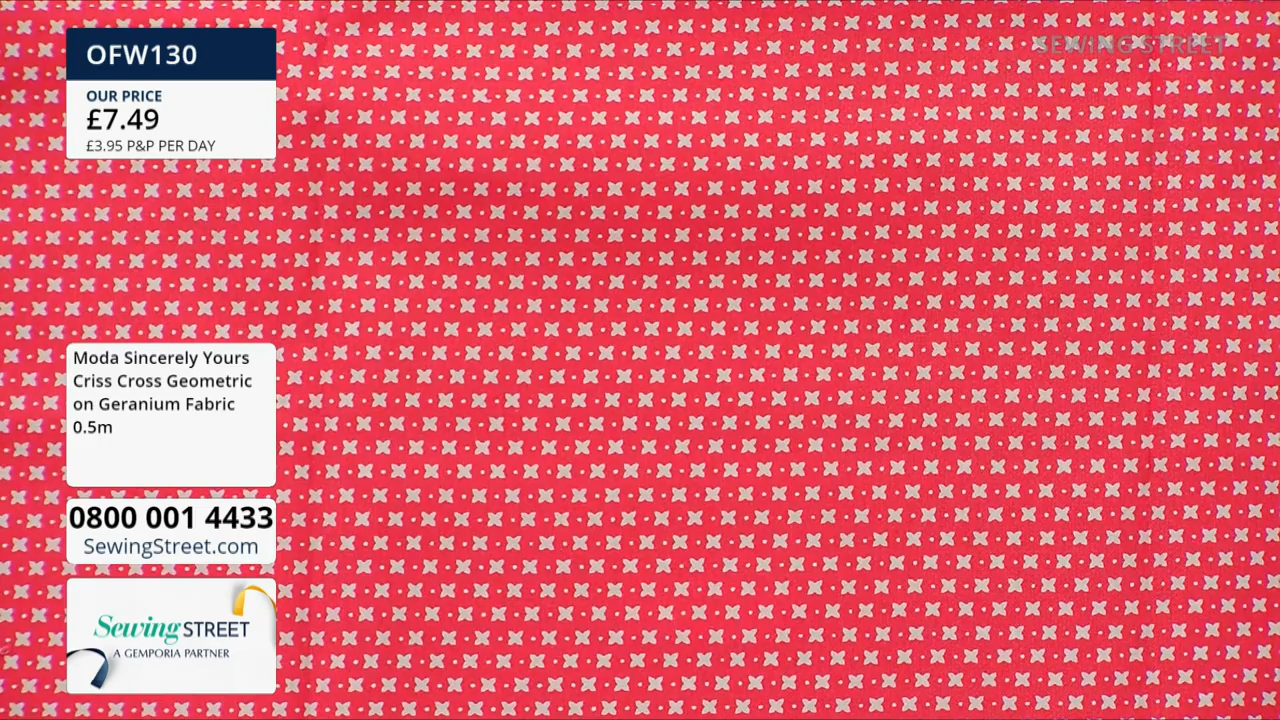 OFW130
OUR PRICE
£7.49
£3.95 P&P PER DAY
SEWING STREET
Moda Sincerely Yours
Criss Cross Geometric
on Geranium Fabric
0.5m
0800 001 4433
SewingStreet.com
Sewing STREET
A GEMPORIA PARTNER